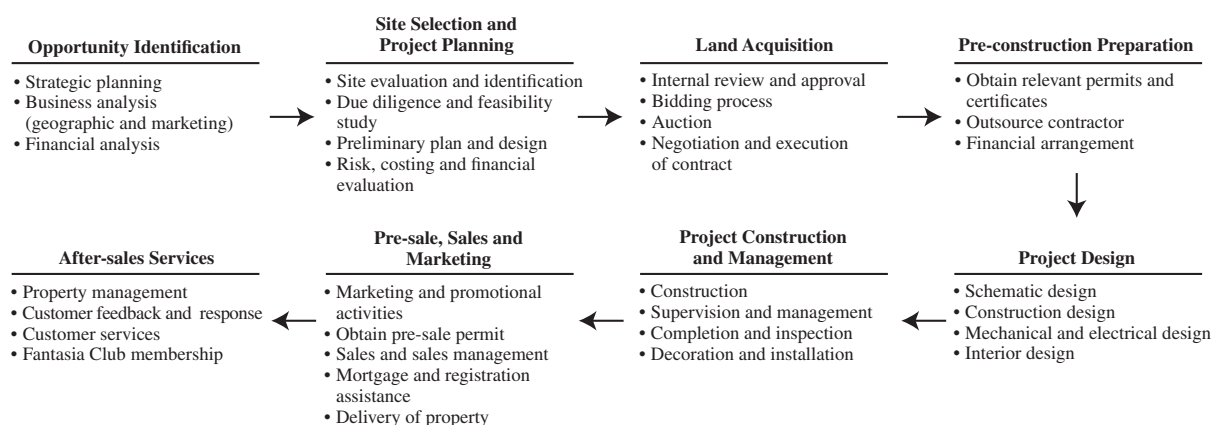 Opportunity Identification
• Strategic planning
• Business analysis
(geographic and marketing)
• Financial analysis
Site Selection and
Project Planning
• Site evaluation and identification
• Due diligence and feasibility
study
• Preliminary plan and design
• Risk, costing and financial
evaluation
Land Acquisition
• Internal review and approval
• Bidding process
• Auction
• Negotiation and execution
of contract
Pre-construction Preparation
• Obtain relevant permits and
certificates
• Outsource contractor
• Financial arrangement
Project Design
• Schematic design
• Construction design
• Mechanical and electrical design
• Interior design
Project Construction
and Management
• Construction
• Supervision and management
• Completion and inspection
• Decoration and installation
Pre-sale, Sales and
Marketing
• Marketing and promotional
activities
• Obtain pre-sale permit
• Sales and sales management
• Mortgage and registration
assistance
• Delivery of property
After-sales Services
• Property management
• Customer feedback and response
• Customer services
• Fantasia Club membership